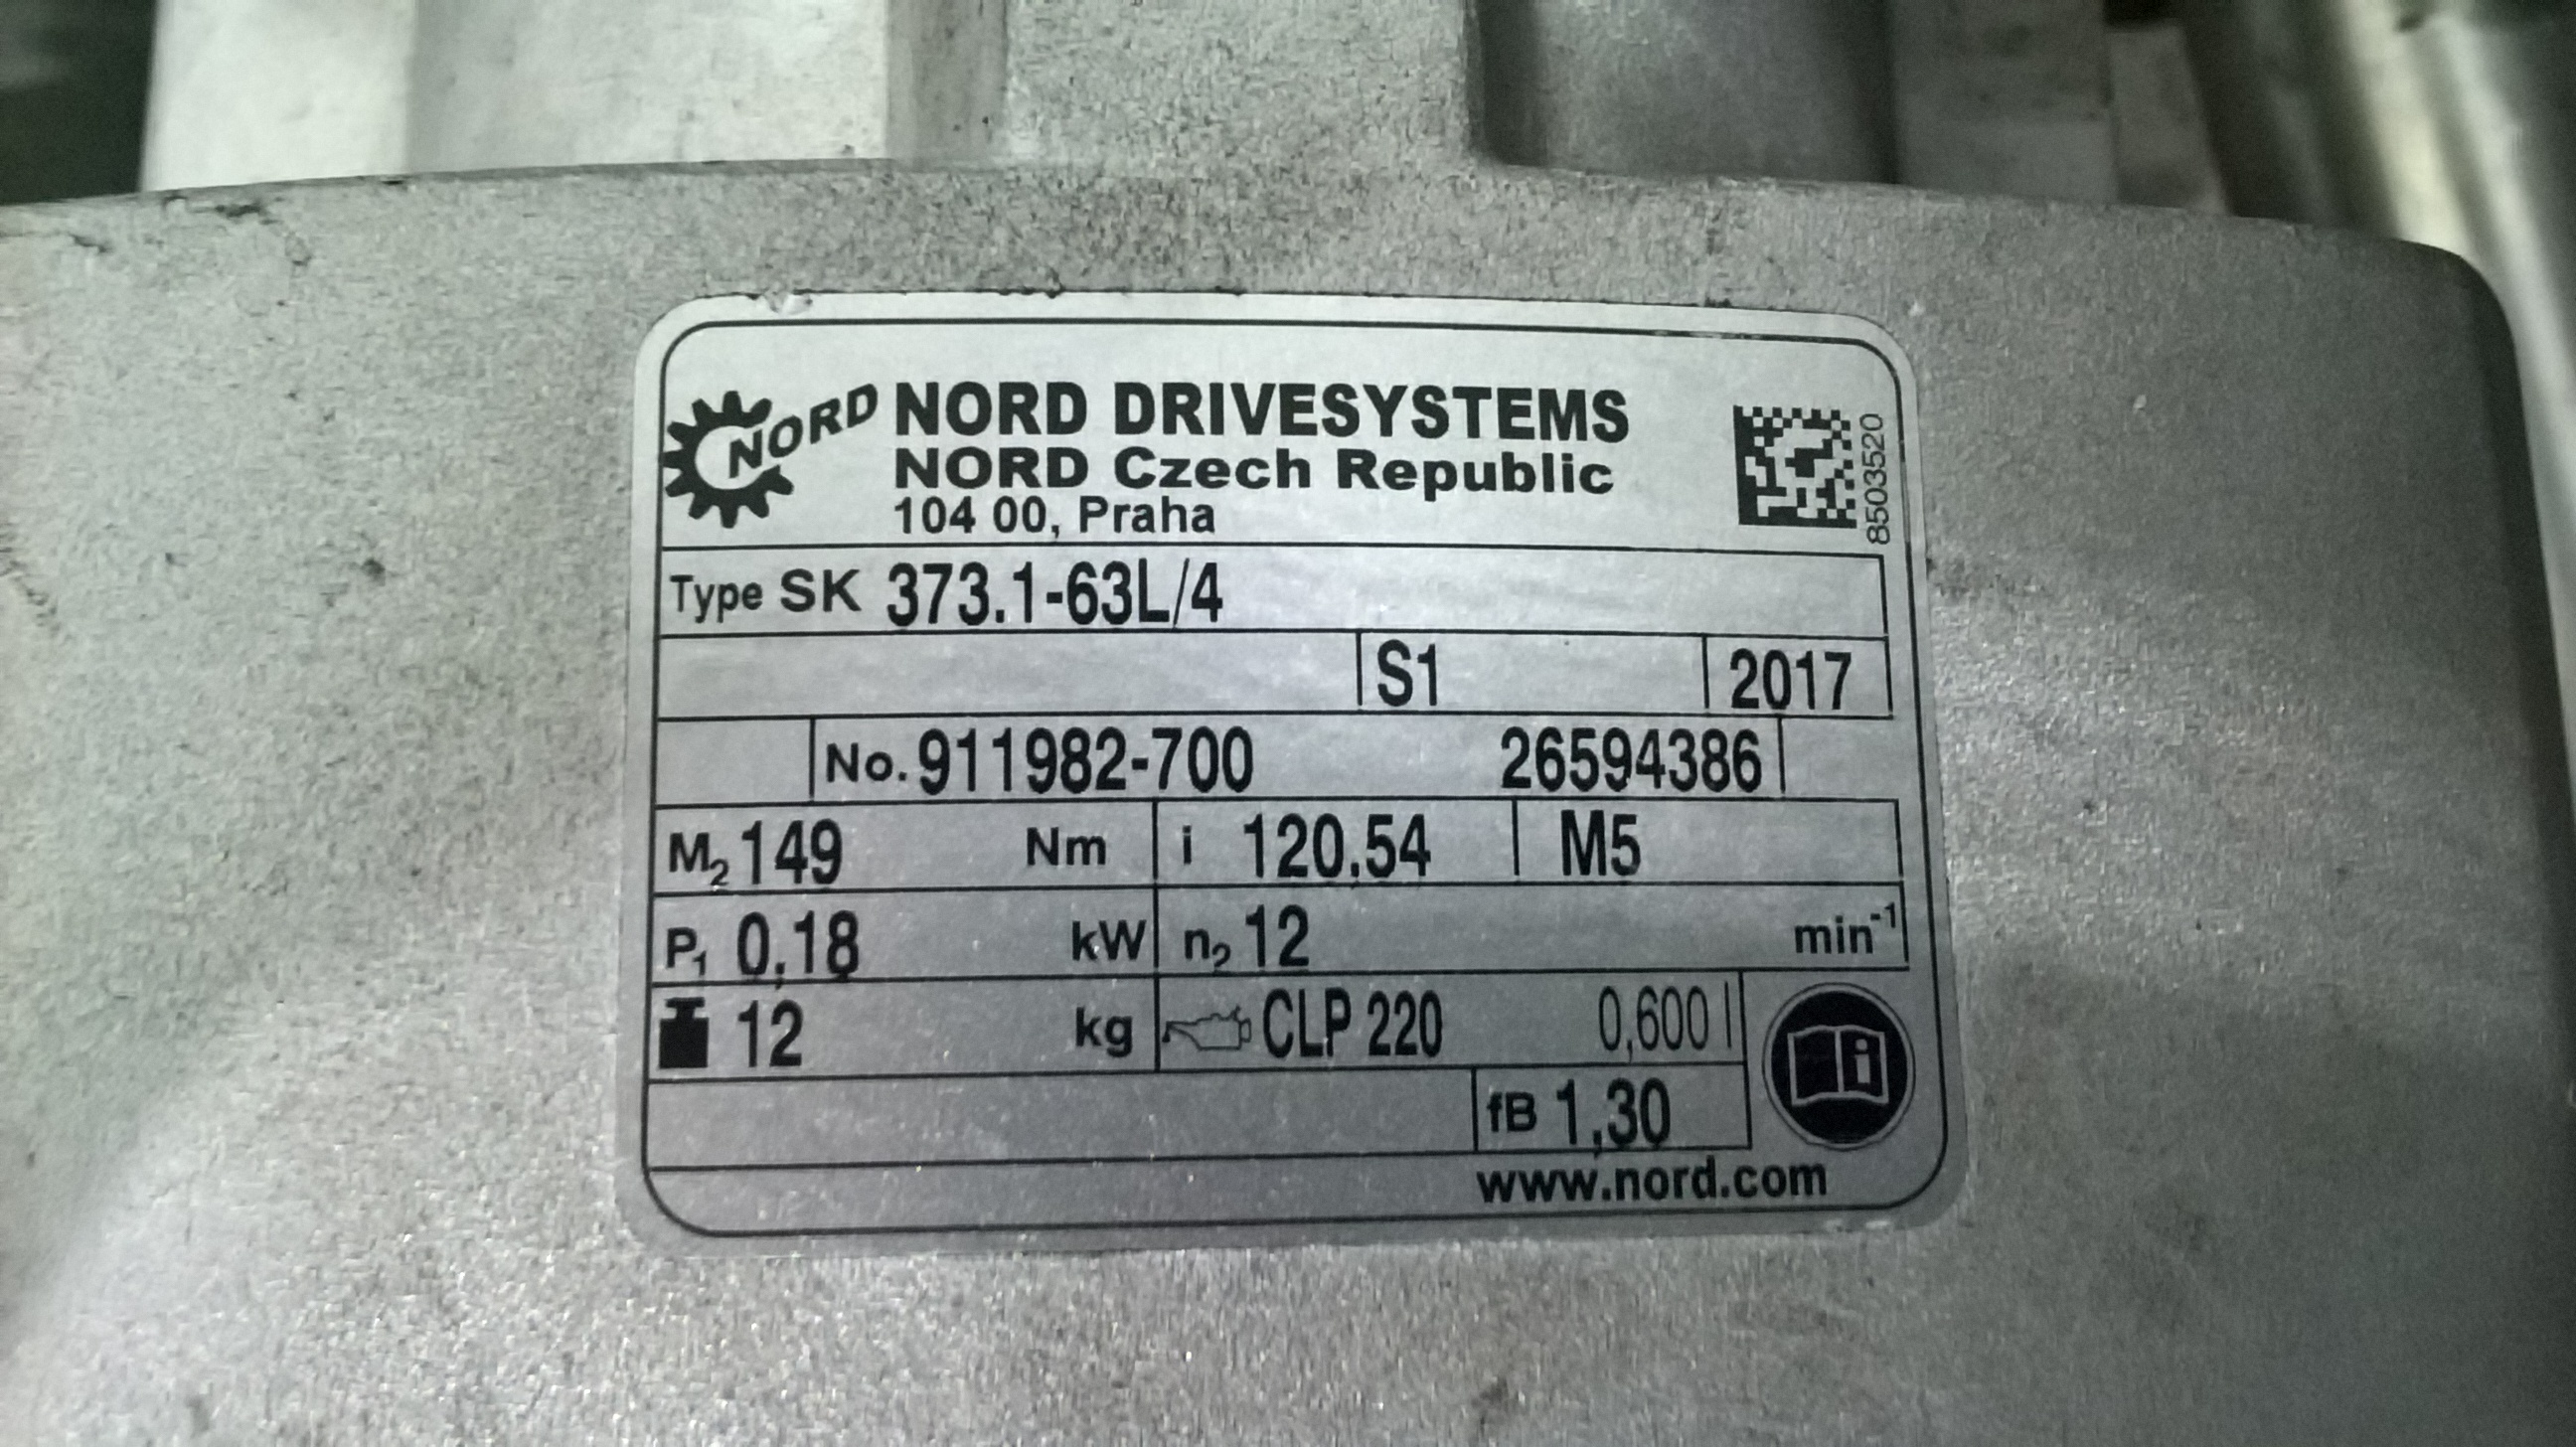 NORD NORD DRIVESYSTEMS
NORD Czech Republic
104 00, Praha
8503520
Type SK 373.1-63L/4
S1 2017
No. 911982-700 26594386
M₂ 149 Nm i 120.54 M5
P₁ 0,18 kW n₂ 12 min⁻¹
12 kg CLP 220 0,600 l
fB 1,30
www.nord.com